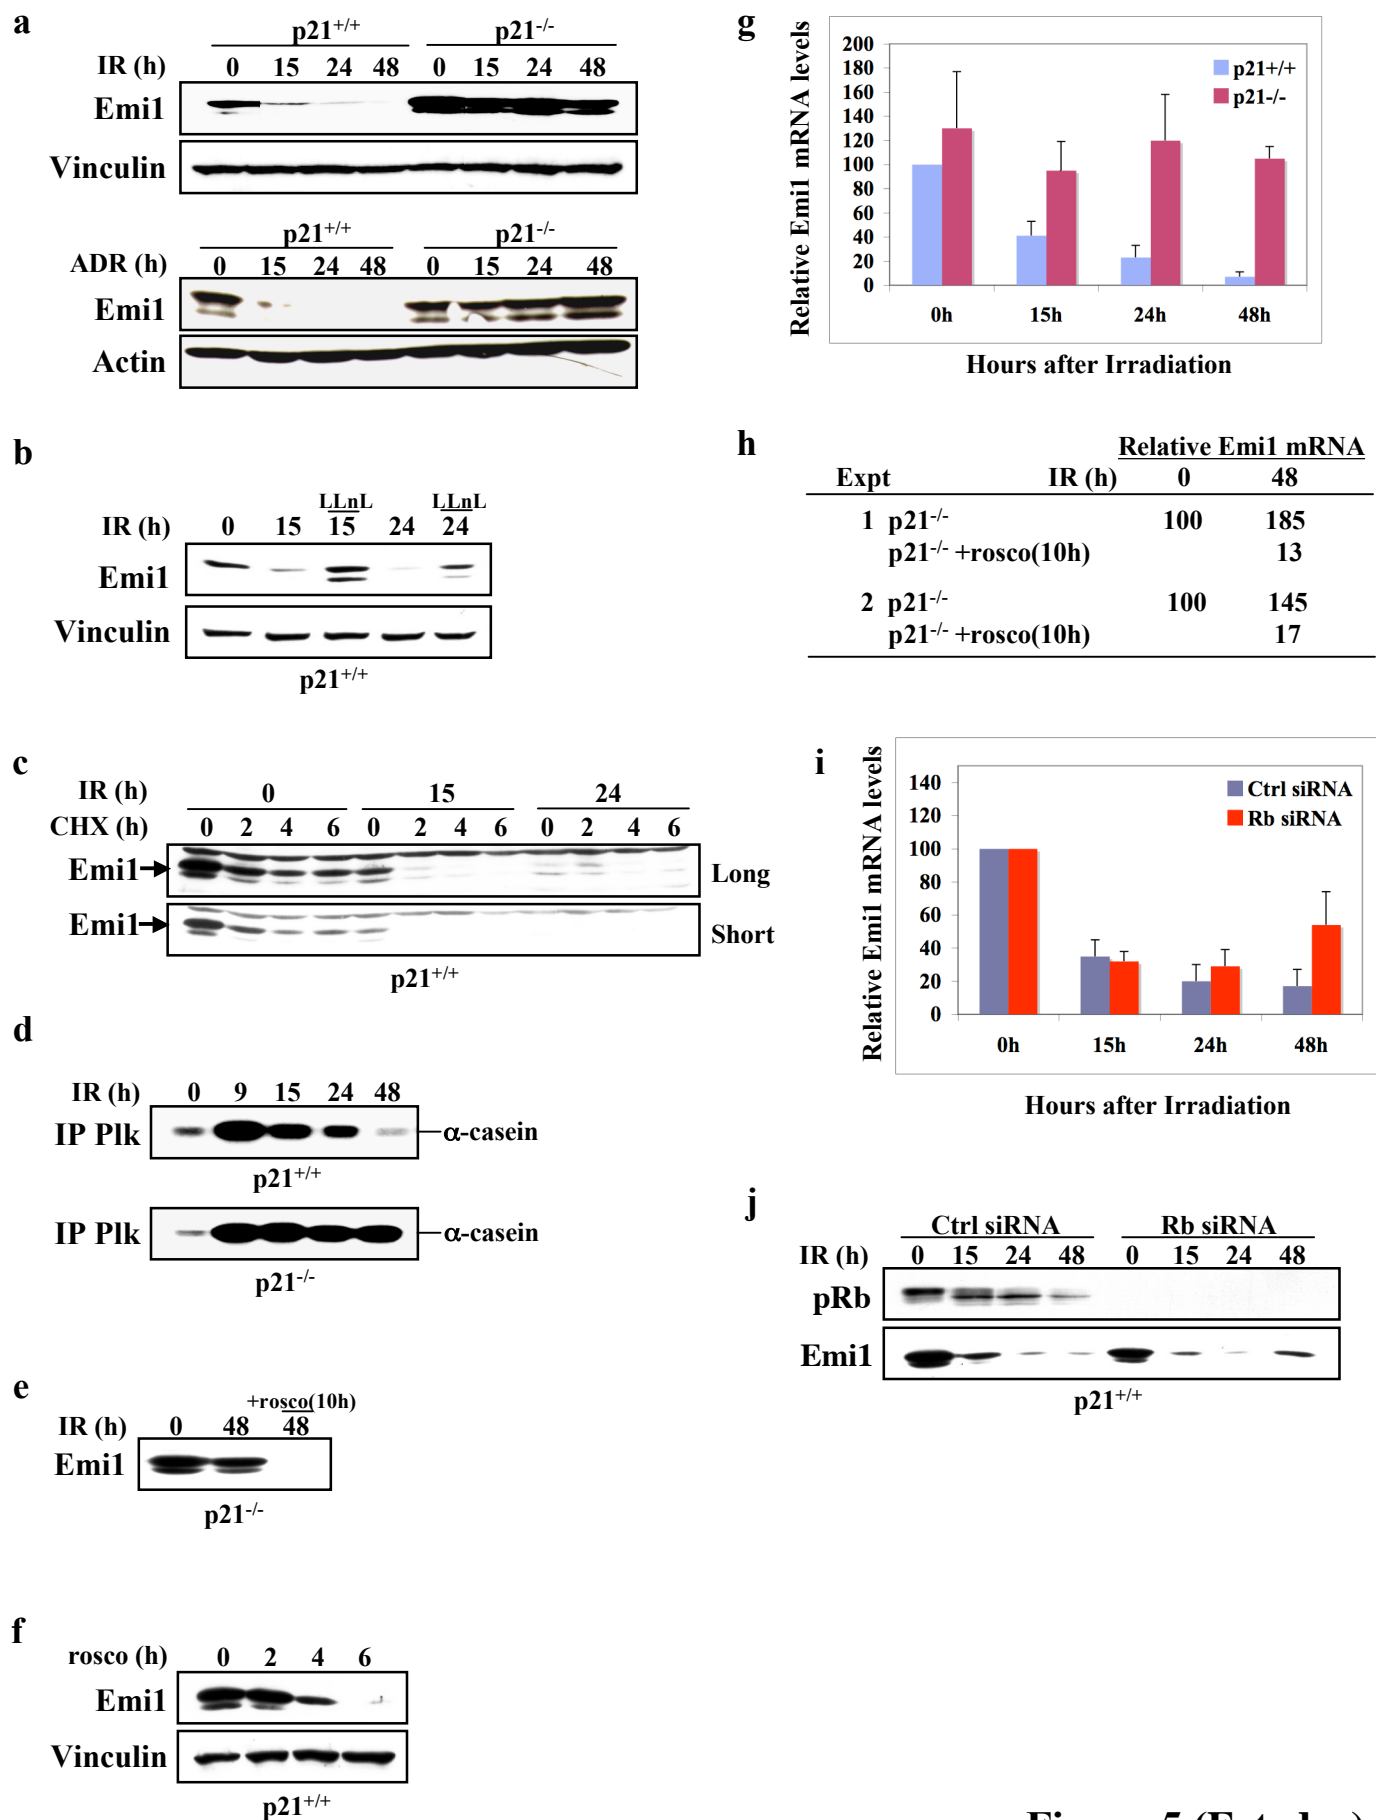 a
p21+/+ p21-/-
IR (h) 0 15 24 48 0 15 24 48
Emi1
Vinculin
p21+/+ p21-/-
ADR (h) 0 15 24 48 0 15 24 48
Emi1
Actin
b
LLnL LLnL
IR (h) 0 15 15 24 24
Emi1
Vinculin
p21+/+
c
IR (h) 0 15 24
CHX (h) 0 2 4 6 0 2 4 6 0 2 4 6
Emi1 Long
Emi1 Short
p21+/+
d
IR (h) 0 9 15 24 48
IP Plk α-casein
p21+/+
IP Plk α-casein
p21-/-
e
+rosco(10h)
IR (h) 0 48 48
Emi1
p21-/-
f
rosco (h) 0 2 4 6
Emi1
Vinculin
p21+/+
g
Relative Emi1 mRNA levels
200
180
160
140
120
100
80
60
40
20
0
p21+/+
p21-/-
0h 15h 24h 48h
Hours after Irradiation
h
Relative Emi1 mRNA
Expt IR (h) 0 48
1 p21-/- 100 185
p21-/- +rosco(10h) 13
2 p21-/- 100 145
p21-/- +rosco(10h) 17
i
Relative Emi1 mRNA levels
140
120
100
80
60
40
20
0
Ctrl siRNA
Rb siRNA
0h 15h 24h 48h
Hours after Irradiation
j
Ctrl siRNA Rb siRNA
IR (h) 0 15 24 48 0 15 24 48
pRb
Emi1
p21+/+